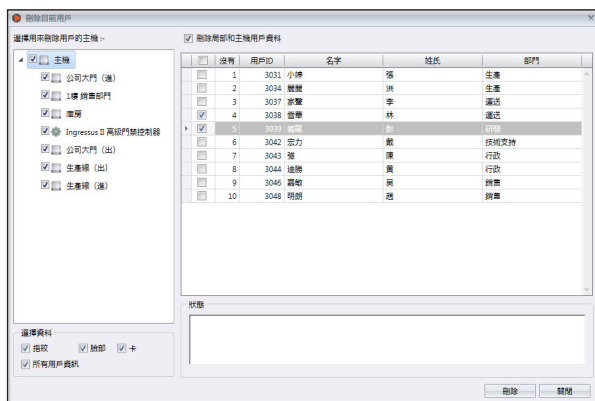 刪除目前用戶
選擇用來刪除用戶的主機 :-
主機
公司大門（進）
1樓 銷售部門
庫房
Ingressus II 高級門禁控制器
公司大門（出）
生產線（出）
生產線（進）
選擇資料
指紋 臉部 卡
所有用戶資訊
刪除局部和主機用戶資料
沒有 用戶ID 名字 姓氏 部門
1 3031 小婷 張 生產
2 3034 麗麗 洪 生產
3 3037 家聲 李 運送
4 3038 雪華 林 運送
5 3039 彭 研發
6 3042 宏力 戴 技術支持
7 3043 強 陳 行政
8 3044 迪勝 黃 行政
9 3046 嘉敏 吳 銷售
10 3048 明朗 趙 銷售
狀態
刪除 關閉